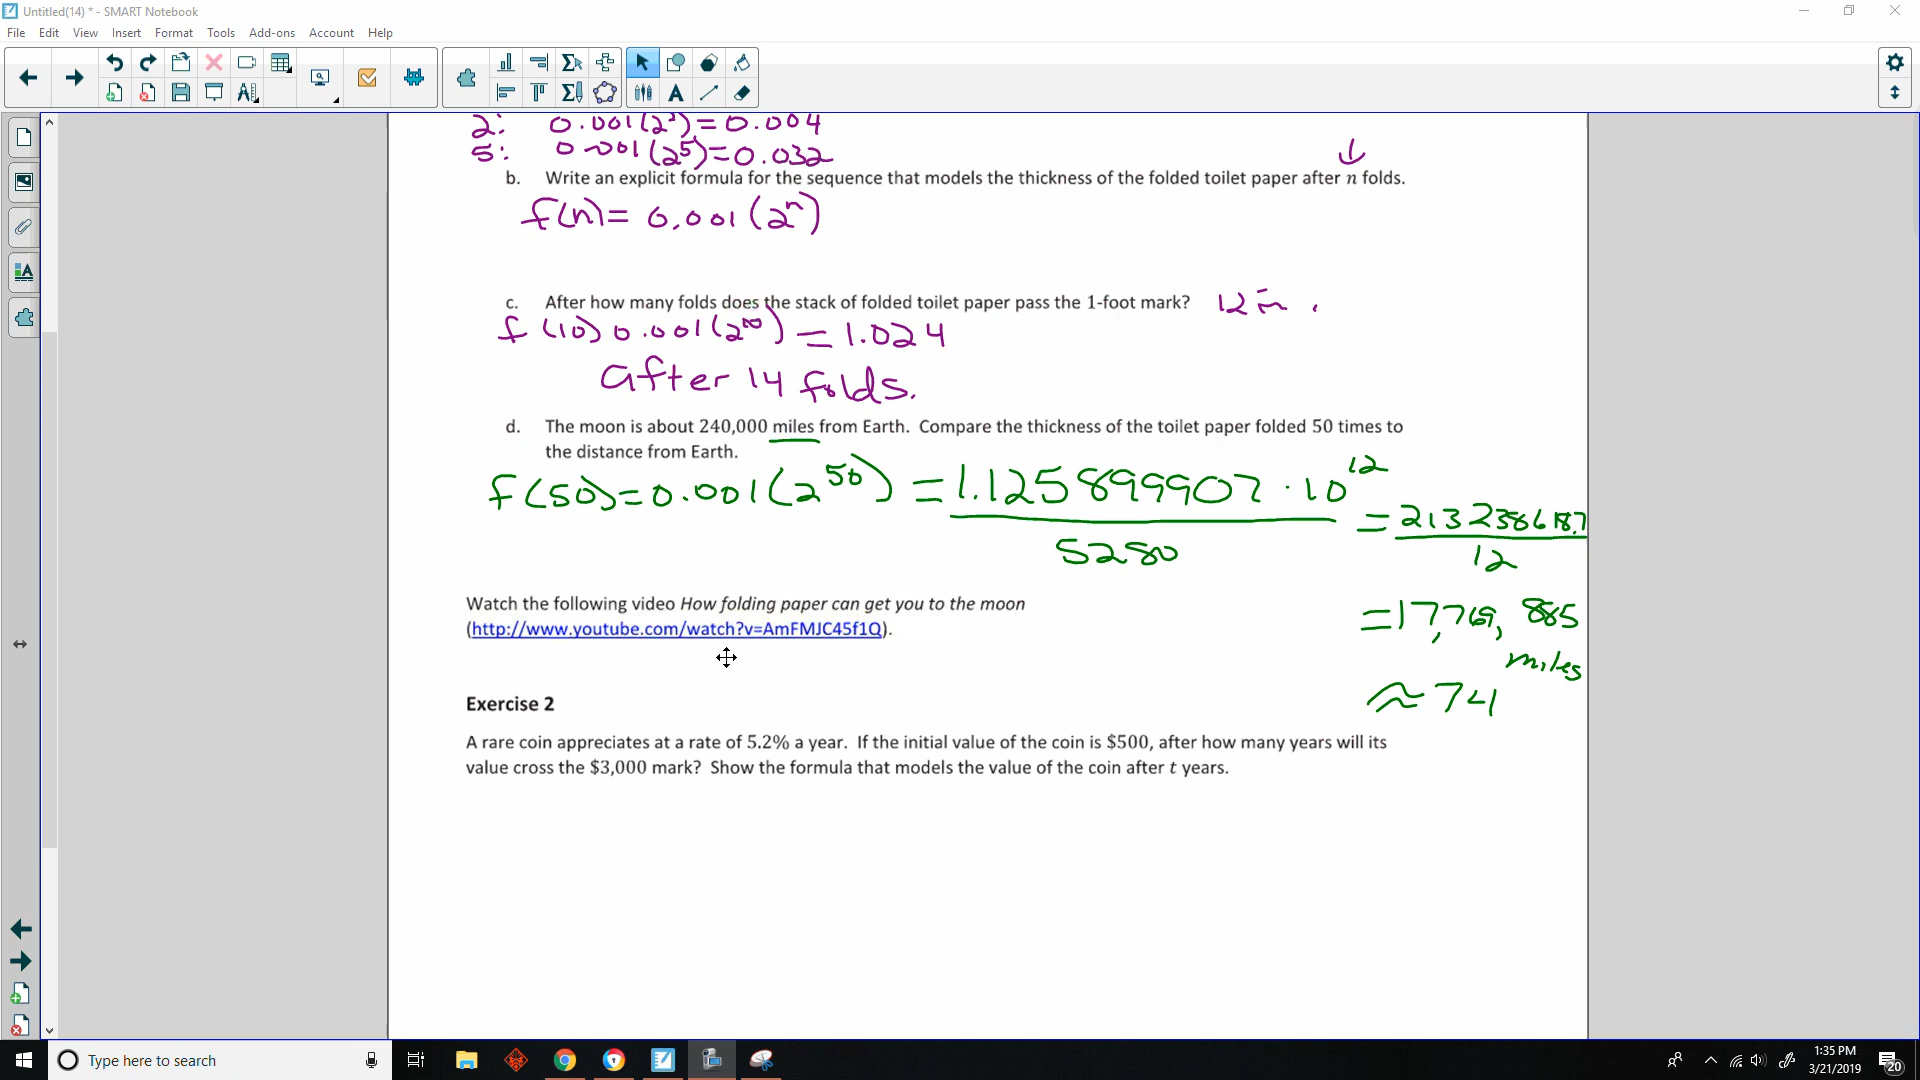 Untitled(14) * - SMART Notebook
File Edit View Insert Format Tools Add-ons Account Help
2: 0.001(2²)=0.004
5: 0.001(2⁵)=0.032
b. Write an explicit formula for the sequence that models the thickness of the folded toilet paper after n folds.
f(n)= 0.001(2ⁿ)
c. After how many folds does the stack of folded toilet paper pass the 1-foot mark? 12 in.
f(10) 0.001(2¹⁰) = 1.024
After 14 folds.
d. The moon is about 240,000 miles from Earth. Compare the thickness of the toilet paper folded 50 times to
the distance from Earth.
f(50)=0.001(2⁵⁰) = 1.125899907 · 10¹²
5280
= 213238618.7
12
=17,769,885
miles
≈ 74
Watch the following video How folding paper can get you to the moon
(http://www.youtube.com/watch?v=AmFMJC45f1Q).
Exercise 2
A rare coin appreciates at a rate of 5.2% a year. If the initial value of the coin is $500, after how many years will its
value cross the $3,000 mark? Show the formula that models the value of the coin after t years.
Type here to search
1:35 PM
3/21/2019
20